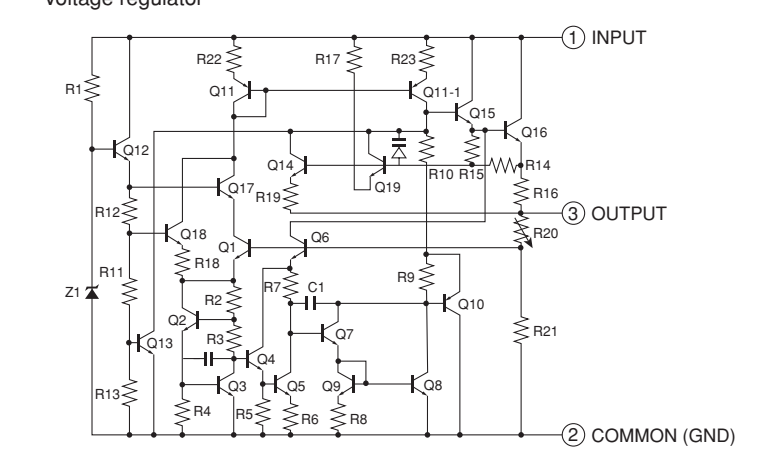 Voltage regulator
1 INPUT
R22
R17
R23
R1
Q11
Q11-1
Q15
Q16
Q12
Q14
R10
R15
R14
Q19
R19
R16
Q17
3 OUTPUT
R12
Q18
Q1
Q6
R20
R18
R11
R7
C1
R9
Z1
R2
Q10
Q2
Q7
R21
R3
Q13
Q4
R13
Q3
Q5
Q9
Q8
R4
R5
R6
R8
2 COMMON (GND)